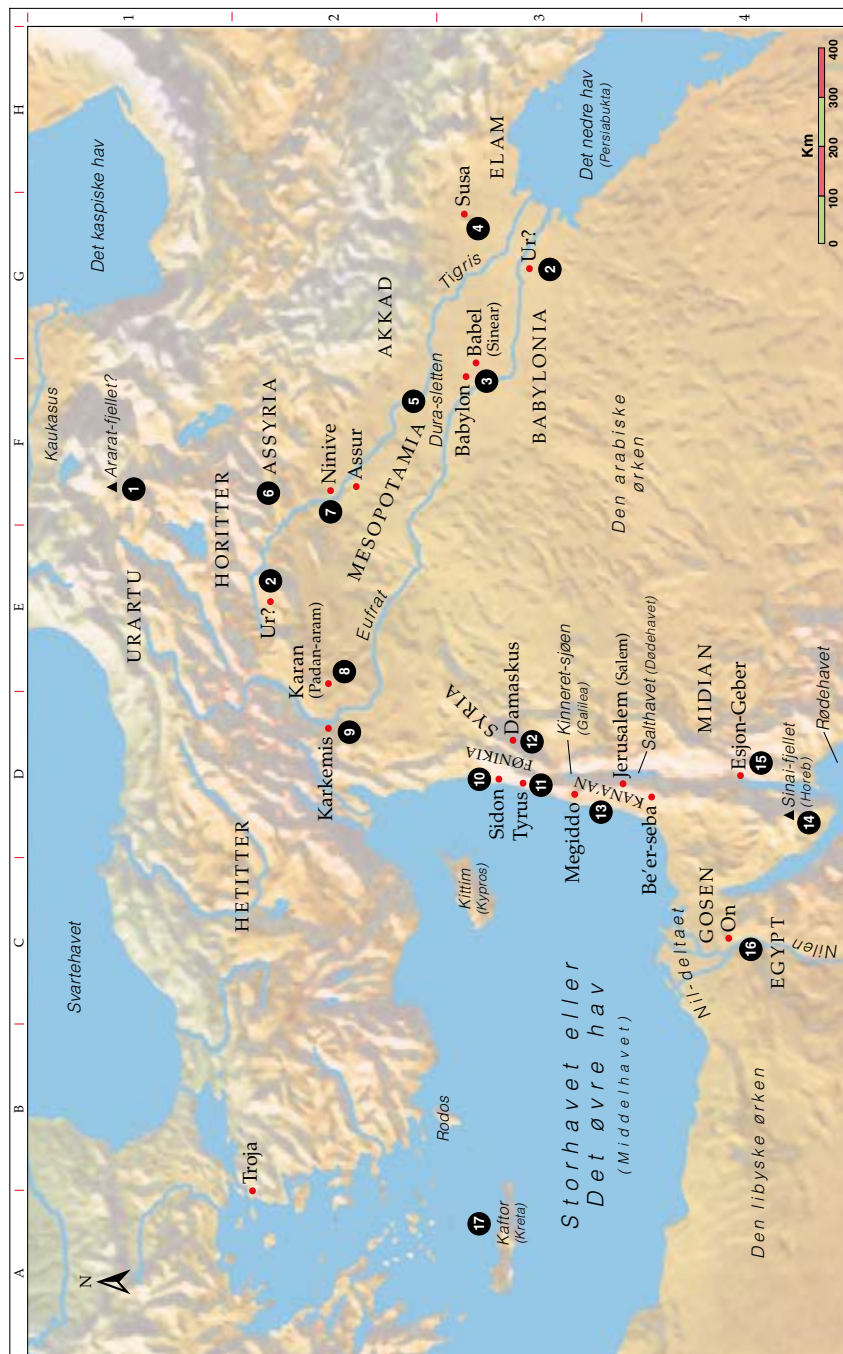 A
B
C
D
E
F
G
H
1
2
3
4
N
Svartehavet
Kaukasus
Det kaspiske hav
Ararat-fjellet?
1
URARTU
HORITTER
HETITTER
Troja
6
ASSYRIA
Ur?
2
Ninive
7
Assur
Karan
(Padan-aram)
8
Karkemis
9
MESOPOTAMIA
5
AKKAD
Eufrat
Dura-sletten
Tigris
Susa
4
ELAM
Babylon
Babel
(Sinear)
3
BABYLONIA
Ur?
2
Det nedre hav
(Persiabukta)
Rodos
17
Kaftor
(Kreta)
Kittim
(Kypros)
Storhavet eller
Det øvre hav
(Middelhavet)
10
Sidon
Tyrus
11
FØNIKIA
SYRIA
Damaskus
12
Kinneret-sjøen
(Galilea)
Megiddo
13
KANA'AN
Jerusalem (Salem)
Salthavet (Dødehavet)
Be'er-seba
Den arabiske
ørken
MIDIAN
Esjon-Geber
15
Sinai-fjellet
(Horeb)
14
Rødehavet
Nil-deltaet
GOSEN
On
16
EGYPT
Nilen
Den libyske ørken
Km
0 100 200 300 400